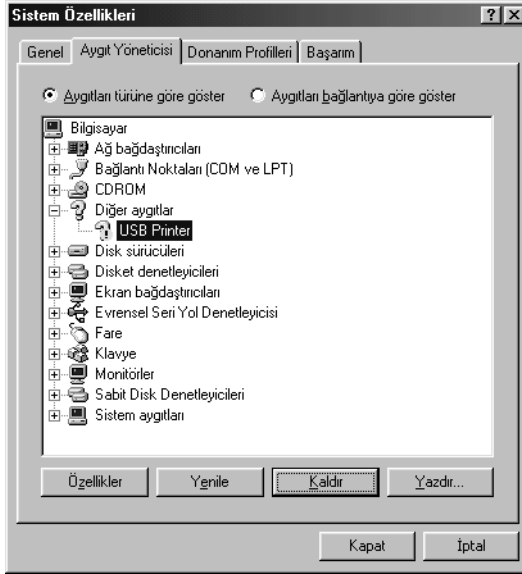 Sistem Özellikleri
Genel Aygıt Yöneticisi Donanım Profilleri Başarım
Aygıtları türüne göre göster Aygıtları bağlantıya göre göster
Bilgisayar
Ağ bağdaştırıcıları
Bağlantı Noktaları (COM ve LPT)
CDROM
Diğer aygıtlar
USB Printer
Disk sürücüleri
Disket denetleyicileri
Ekran bağdaştırıcıları
Evrensel Seri Yol Denetleyicisi
Fare
Klavye
Monitörler
Sabit Disk Denetleyicileri
Sistem aygıtları
Özellikler Yenile Kaldır Yazdır...
Kapat İptal